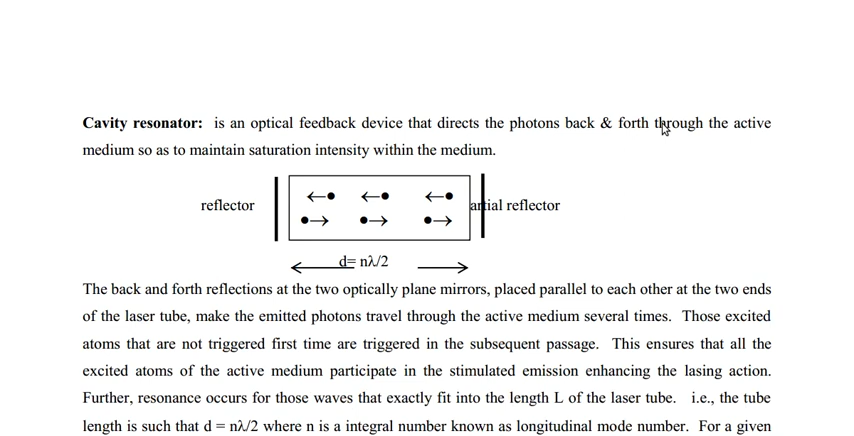 Cavity resonator: is an optical feedback device that directs the photons back & forth through the active
medium so as to maintain saturation intensity within the medium.
reflector
artial reflector
d= nλ/2
The back and forth reflections at the two optically plane mirrors, placed parallel to each other at the two ends
of the laser tube, make the emitted photons travel through the active medium several times. Those excited
atoms that are not triggered first time are triggered in the subsequent passage. This ensures that all the
excited atoms of the active medium participate in the stimulated emission enhancing the lasing action.
Further, resonance occurs for those waves that exactly fit into the length L of the laser tube. i.e., the tube
length is such that d = nλ/2 where n is a integral number known as longitudinal mode number. For a given